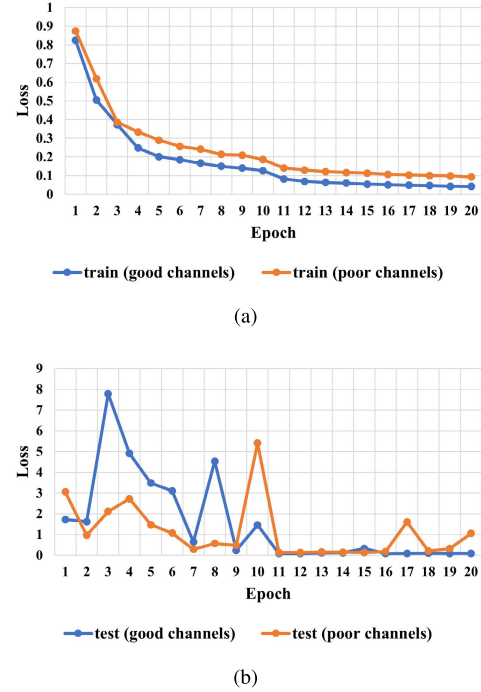 1
0.9
0.8
0.7
0.6
0.5
0.4
0.3
0.2
0.1
0
Loss
1 2 3 4 5 6 7 8 9 10 11 12 13 14 15 16 17 18 19 20
Epoch
train (good channels) train (poor channels)
(a)
9
8
7
6
5
4
3
2
1
0
Loss
1 2 3 4 5 6 7 8 9 10 11 12 13 14 15 16 17 18 19 20
Epoch
test (good channels) test (poor channels)
(b)